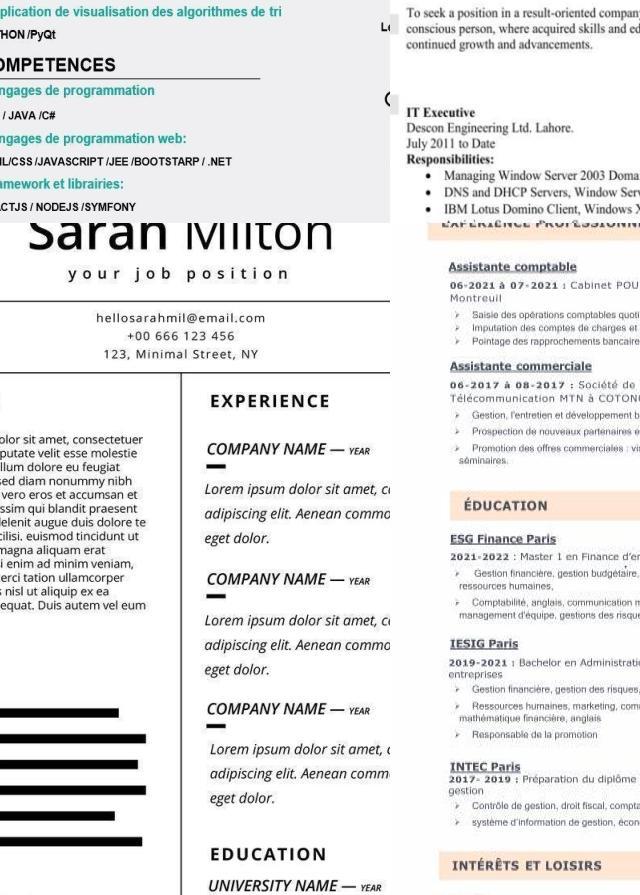 plication de visualisation des algorithmes de tri
THON /PyQt
OMPETENCES
ngages de programmation
/ JAVA /C#
ngages de programmation web:
ML/CSS /JAVASCRIPT /JEE /BOOTSTARP / .NET
amework et librairies:
ACTJS / NODEJS /SYMFONY
To seek a position in a result-oriented company
conscious person, where acquired skills and ed
continued growth and advancements.
IT Executive
Descon Engineering Ltd. Lahore.
July 2011 to Date
Responsibilities:
• Managing Window Server 2003 Doma
• DNS and DHCP Servers, Window Serv
• IBM Lotus Domino Client, Windows X
Sarah Milton
your job position
hellosarahmil@email.com
+00 666 123 456
123, Minimal Street, NY
olor sit amet, consectetuer
putate velit esse molestie
llum dolore eu feugiat
sed diam nonummy nibh
vero eros et accumsan et
ssim qui blandit praesent
delenit augue duis dolore te
cilisi. euismod tincidunt ut
magna aliquam erat
i enim ad minim veniam,
erci tation ullamcorper
s nisl ut aliquip ex ea
equat. Duis autem vel eum
EXPERIENCE
COMPANY NAME — YEAR
Lorem ipsum dolor sit amet, co
adipiscing elit. Aenean commo
eget dolor.
COMPANY NAME — YEAR
Lorem ipsum dolor sit amet, co
adipiscing elit. Aenean commo
eget dolor.
COMPANY NAME — YEAR
Lorem ipsum dolor sit amet, c
adipiscing elit. Aenean comm
eget dolor.
EDUCATION
UNIVERSITY NAME — YEAR
EXPÉRIENCE PROFESSIONN
Assistante comptable
06-2021 à 07-2021 : Cabinet POU
Montreuil
Saisie des opérations comptables quoti
Imputation des comptes de charges et
Pointage des rapprochements bancaire
Assistante commerciale
06-2017 à 08-2017 : Société de
Télécommunication MTN à COTONO
Gestion, l'entretien et développement b
Prospection de nouveaux partenaires e
Promotion des offres commerciales : vis
séminaires.
ÉDUCATION
ESG Finance Paris
2021-2022 : Master 1 en Finance d'en
Gestion financière, gestion budgétaire,
ressources humaines,
Comptabilité, anglais, communication m
management d'équipe, gestions des risque
IESIG Paris
2019-2021 : Bachelor en Administratio
entreprises
Gestion financière, gestion des risques,
Ressources humaines, marketing, com
mathématique financière, anglais
Responsable de la promotion
INTEC Paris
2017- 2019 : Préparation du diplôme
gestion
Contrôle de gestion, droit fiscal, compta
système d'information de gestion, écon
INTÉRÊTS ET LOISIRS